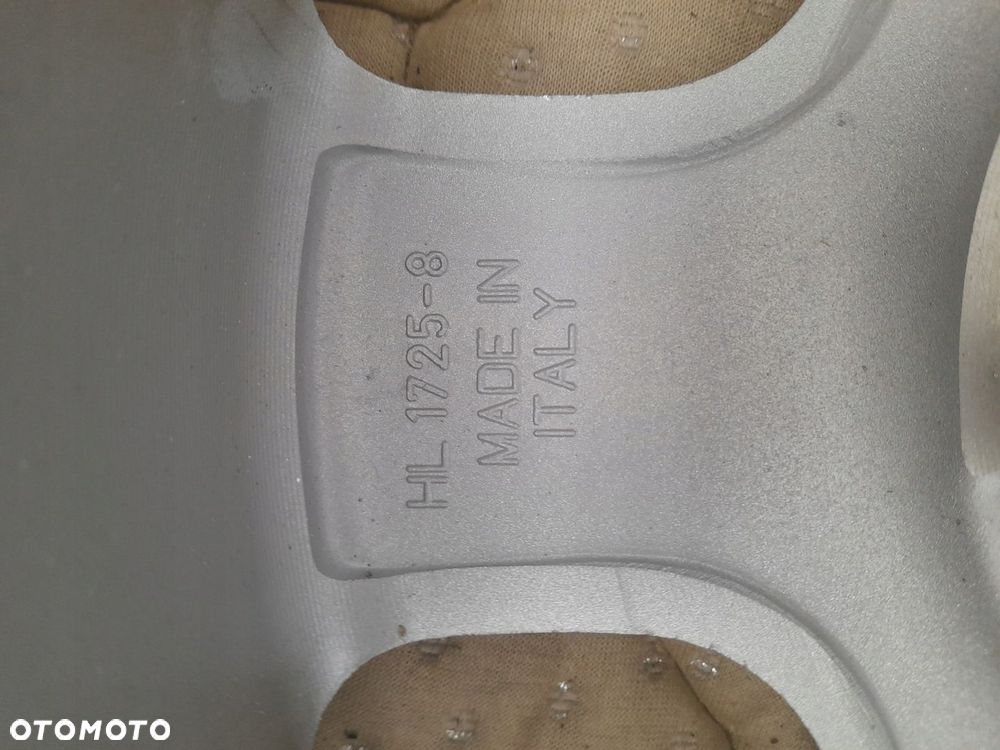 HL 1725-8
MADE IN
ITALY
OTOMOTO